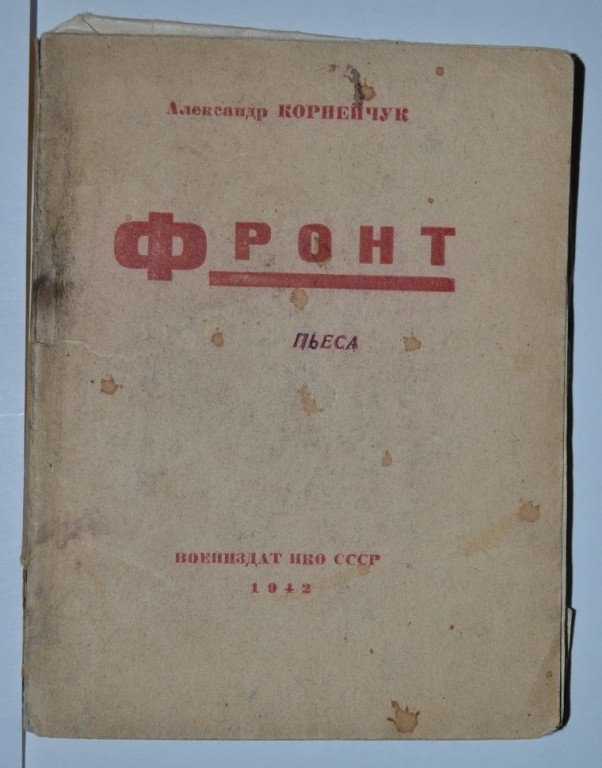 Александр КОРНЕЙЧУК
ФРОНТ
ПЬЕСА
ВОЕНИЗДАТ НКО СССР
1942